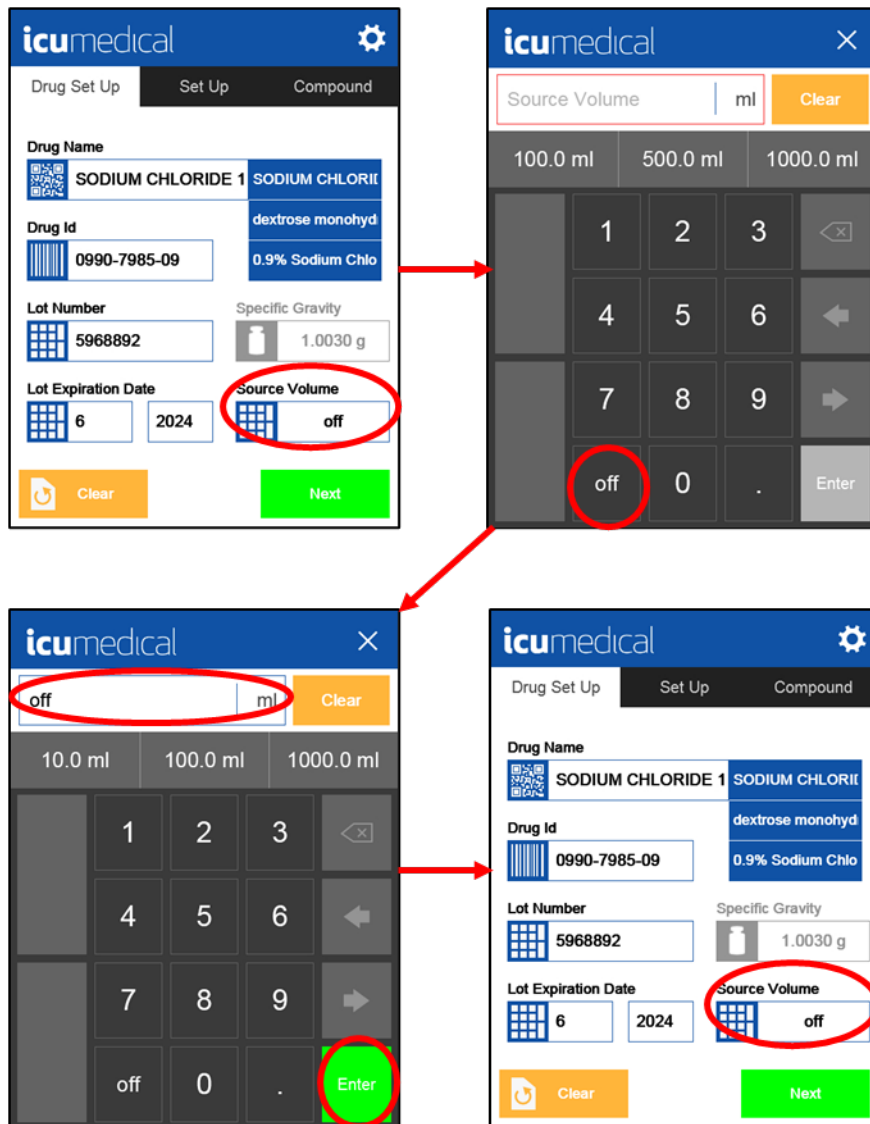 icumedical
Drug Set Up Set Up Compound
Drug Name
SODIUM CHLORIDE 1 SODIUM CHLORI
dextrose monohyd
Drug Id
0990-7985-09 0.9% Sodium Chlo
Lot Number Specific Gravity
5968892 1.0030 g
Lot Expiration Date Source Volume
6 2024 off
Clear Next
icumedical
Source Volume ml Clear
100.0 ml 500.0 ml 1000.0 ml
1 2 3
4 5 6
7 8 9
off 0 . Enter
icumedical
off ml Clear
10.0 ml 100.0 ml 1000.0 ml
1 2 3
4 5 6
7 8 9
off 0 . Enter
icumedical
Drug Set Up Set Up Compound
Drug Name
SODIUM CHLORIDE 1 SODIUM CHLORI
dextrose monohyd
Drug Id
0990-7985-09 0.9% Sodium Chlo
Lot Number Specific Gravity
5968892 1.0030 g
Lot Expiration Date Source Volume
6 2024 off
Clear Next